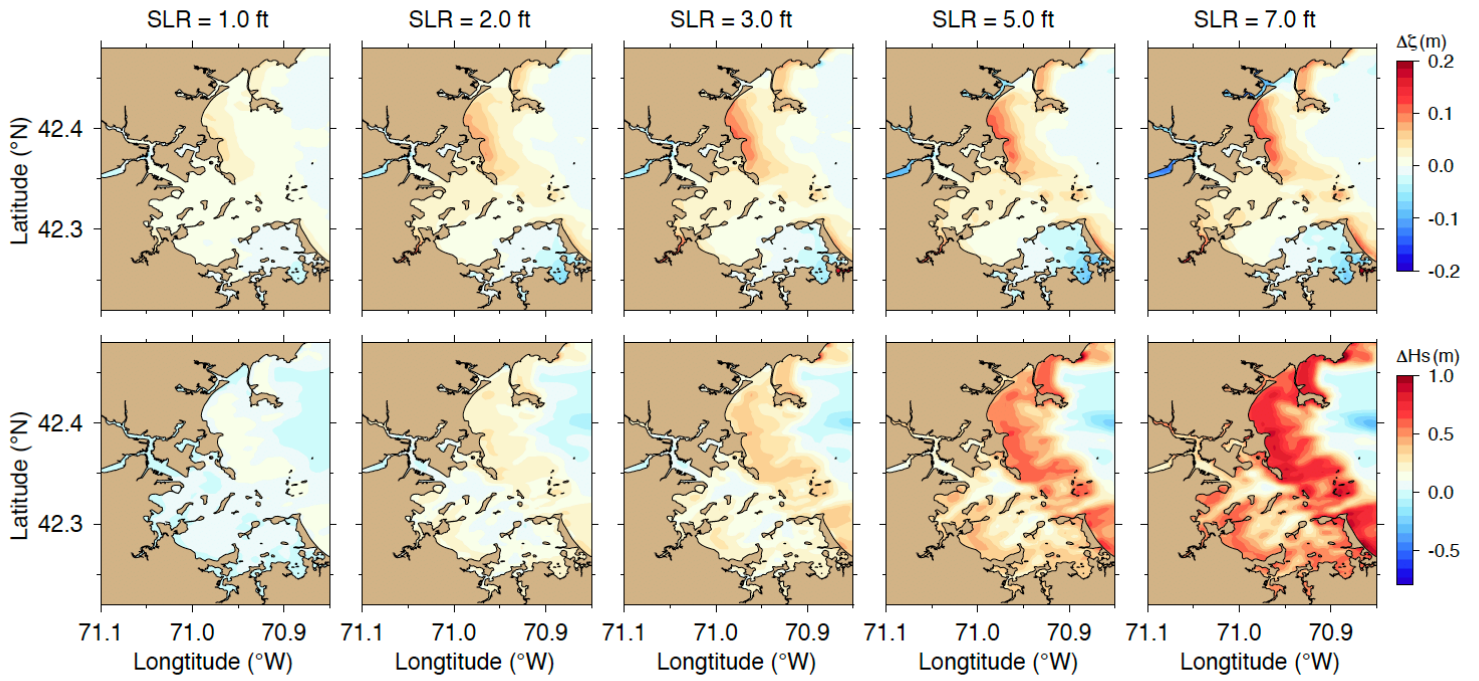 SLR = 1.0 ft
SLR = 2.0 ft
SLR = 3.0 ft
SLR = 5.0 ft
SLR = 7.0 ft
Δζ (m)
0.2
0.1
0.0
-0.1
-0.2
Latitude (°N)
42.4
42.3
ΔHs (m)
1.0
0.5
0.0
-0.5
Latitude (°N)
42.4
42.3
71.1 71.0 70.9
71.1 71.0 70.9
71.1 71.0 70.9
71.1 71.0 70.9
71.1 71.0 70.9
Longtitude (°W)
Longtitude (°W)
Longtitude (°W)
Longtitude (°W)
Longtitude (°W)